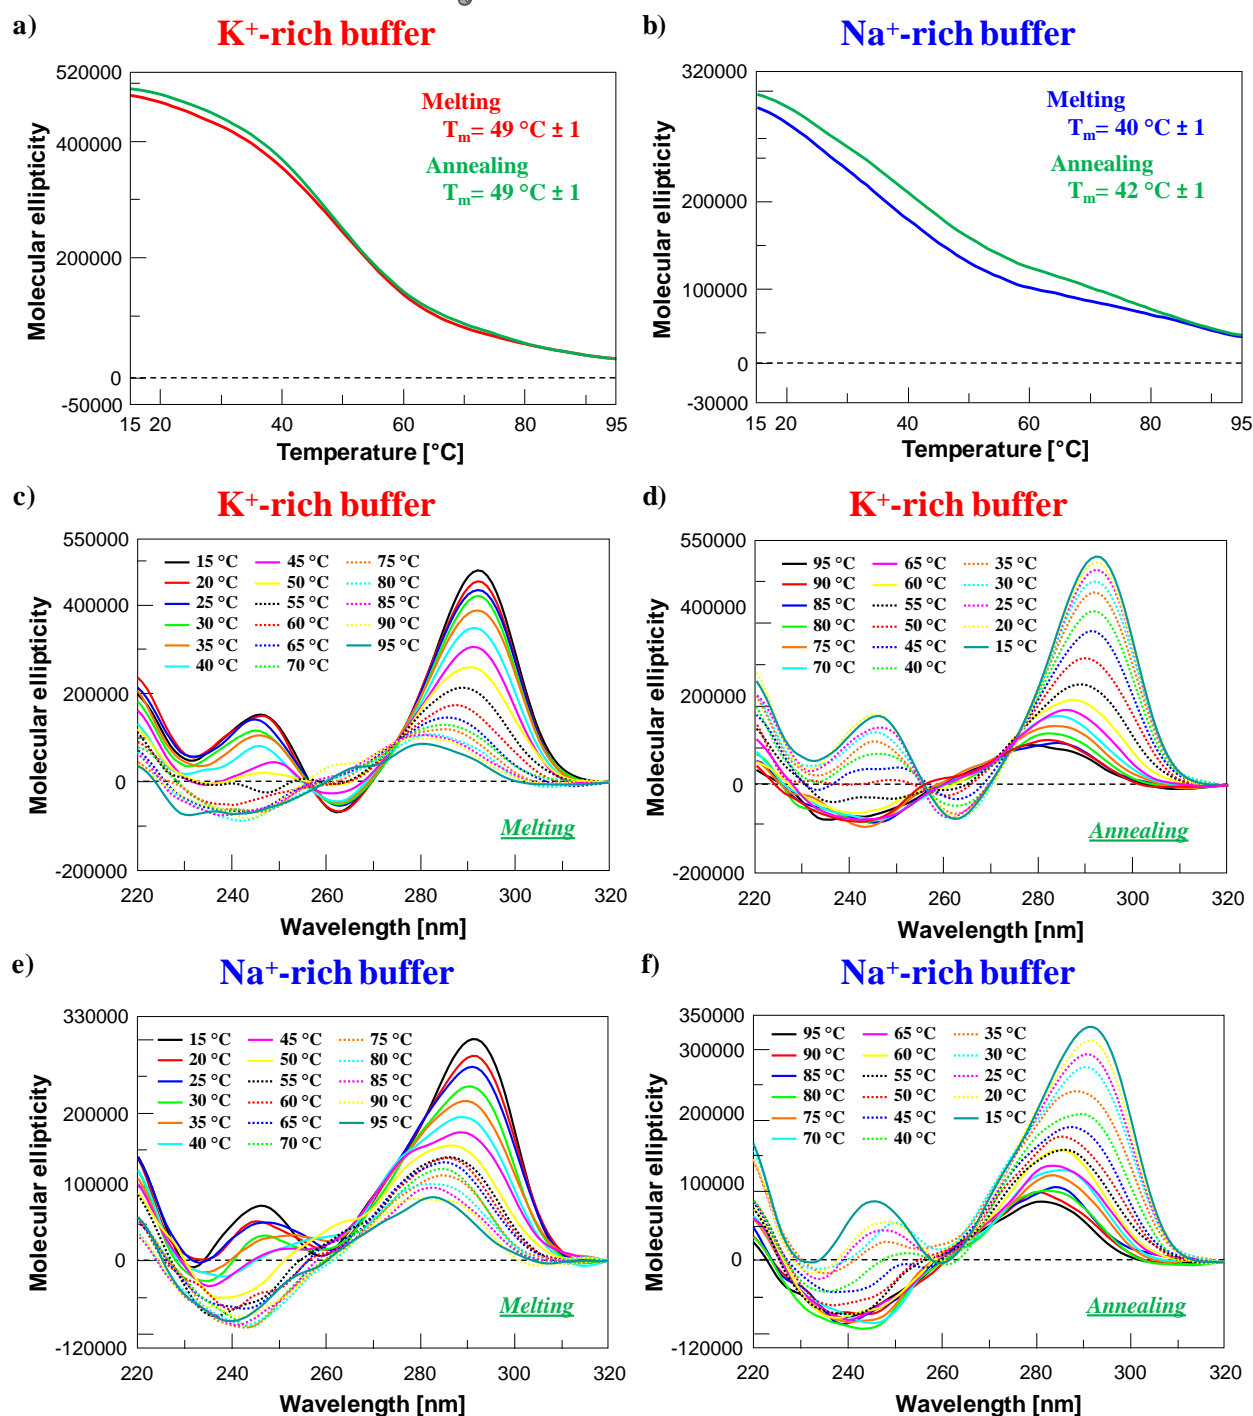 a)
K+-rich buffer
Molecular ellipticity
520000
400000
200000
0
-50000
Melting
Tm= 49 °C ± 1
Annealing
Tm= 49 °C ± 1
15 20 40 60 80 95
Temperature [°C]
b)
Na+-rich buffer
Molecular ellipticity
320000
200000
100000
0
-30000
Melting
Tm= 40 °C ± 1
Annealing
Tm= 42 °C ± 1
15 20 40 60 80 95
Temperature [°C]
c)
K+-rich buffer
Molecular ellipticity
550000
400000
200000
0
-200000
15 °C 45 °C 75 °C
20 °C 50 °C 80 °C
25 °C 55 °C 85 °C
30 °C 60 °C 90 °C
35 °C 65 °C 95 °C
40 °C 70 °C
Melting
220 240 260 280 300 320
Wavelength [nm]
d)
K+-rich buffer
Molecular ellipticity
550000
400000
200000
0
-200000
95 °C 65 °C 35 °C
90 °C 60 °C 30 °C
85 °C 55 °C 25 °C
80 °C 50 °C 20 °C
75 °C 45 °C 15 °C
70 °C 40 °C
Annealing
220 240 260 280 300 320
Wavelength [nm]
e)
Na+-rich buffer
Molecular ellipticity
330000
200000
100000
0
-120000
15 °C 45 °C 75 °C
20 °C 50 °C 80 °C
25 °C 55 °C 85 °C
30 °C 60 °C 90 °C
35 °C 65 °C 95 °C
40 °C 70 °C
Melting
220 240 260 280 300 320
Wavelength [nm]
f)
Na+-rich buffer
Molecular ellipticity
350000
300000
200000
100000
0
-120000
95 °C 65 °C 35 °C
90 °C 60 °C 30 °C
85 °C 55 °C 25 °C
80 °C 50 °C 20 °C
75 °C 45 °C 15 °C
70 °C 40 °C
Annealing
220 240 260 280 300 320
Wavelength [nm]